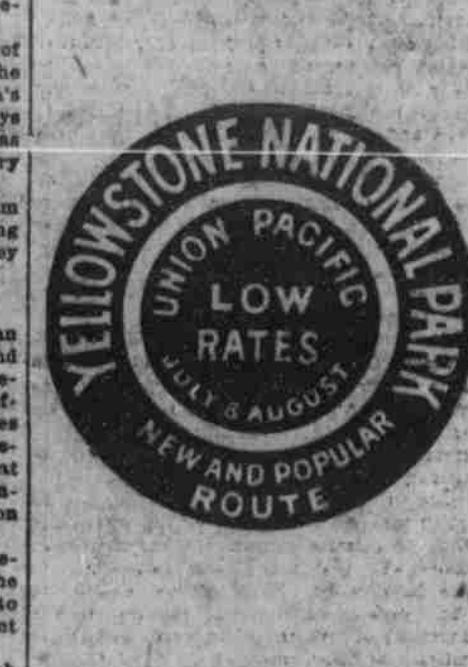 YELLOWSTONE NATIONAL PARK
UNION PACIFIC
LOW
RATES
JULY & AUGUST.
NEW AND POPULAR
ROUTE